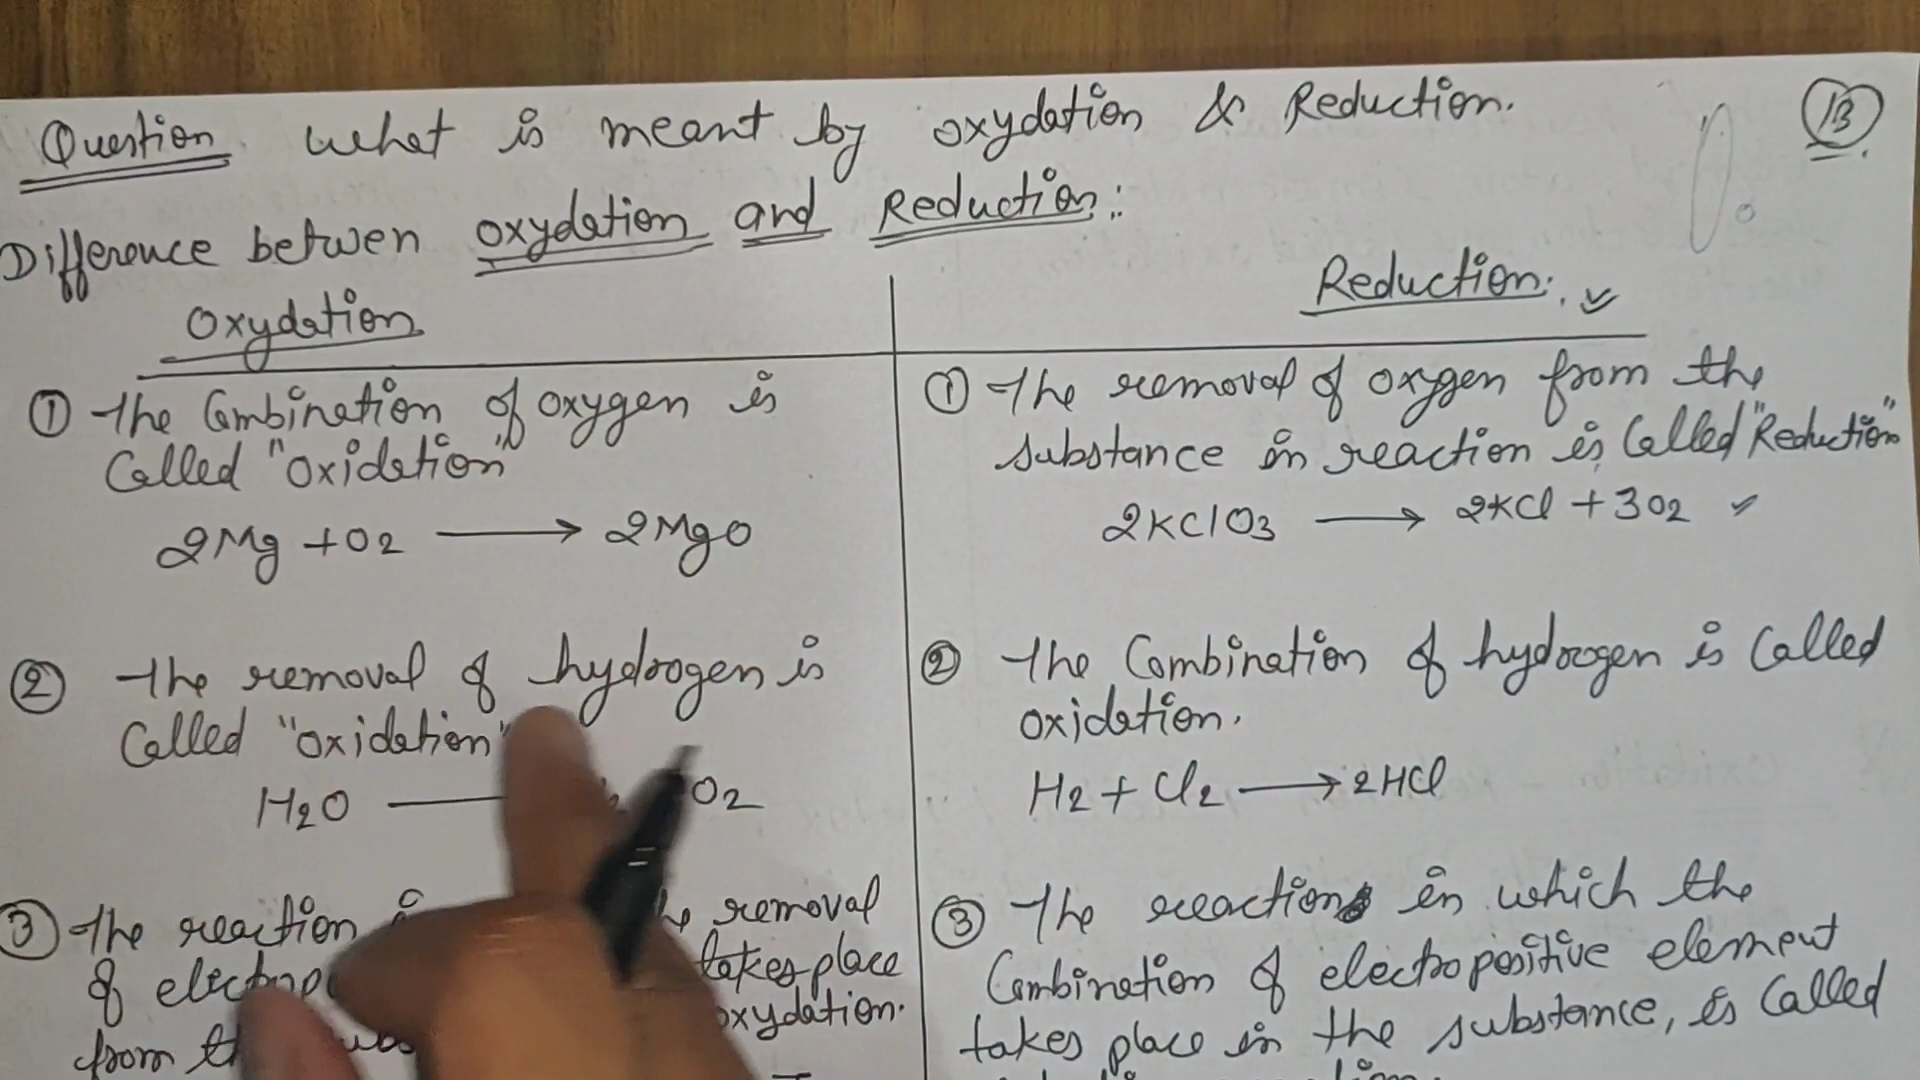 Question. What is meant by oxydation & Reduction.
13
Difference betwen oxydation and Reduction:
Oxydation
① The Combination of oxygen is
Called "Oxidation"
2Mg + O2 ⟶ 2MgO
② The removal of hydrogen is
Called "Oxidation"
H2O ⟶ O2
③ The reaction removal
of takes place
oxydation.
from
Reduction.
① The removal of oxygen from the
substance in reaction is Called "Reduction"
2KClO3 ⟶ 2KCl + 3O2
② The Combination of hydrogen is Called
oxidation.
H2 + Cl2 ⟶ 2HCl
③ The reactions in which the
Combination of electropositive element
takes place in the substance, is Called